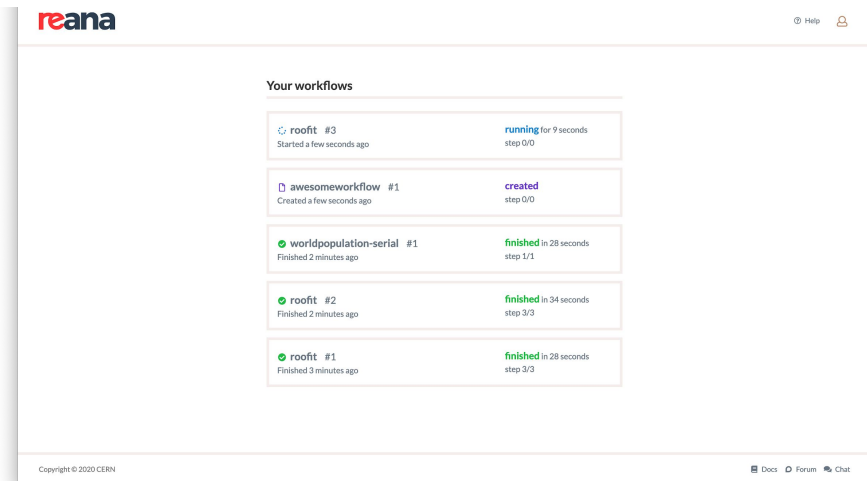 reana
Help
Your workflows
roofit #3
running for 9 seconds
Started a few seconds ago
step 0/0
awesomeworkflow #1
created
Created a few seconds ago
step 0/0
worldpopulation-serial #1
finished in 28 seconds
Finished 2 minutes ago
step 1/1
roofit #2
finished in 34 seconds
Finished 2 minutes ago
step 3/3
roofit #1
finished in 28 seconds
Finished 3 minutes ago
step 3/3
Copyright © 2020 CERN
Docs Forum Chat